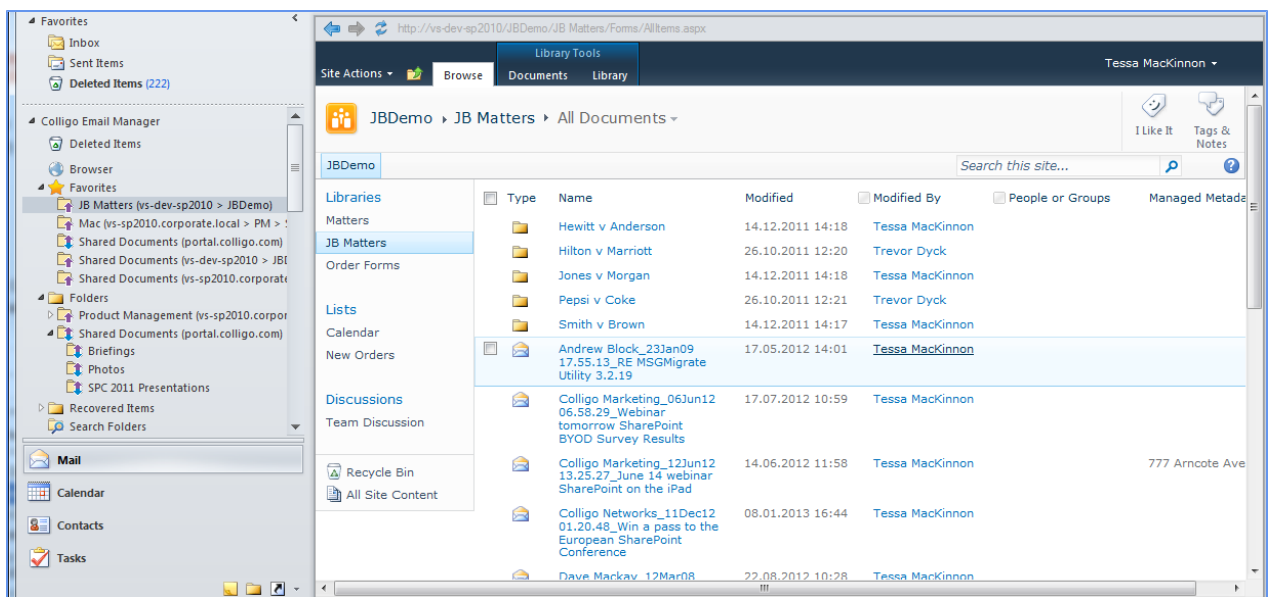 Favorites
Inbox
Sent Items
Deleted Items (222)
Colligo Email Manager
Deleted Items
Browser
Favorites
JB Matters (vs-dev-sp2010 > JBDemo)
Mac (vs-sp2010.corporate.local > PM >
Shared Documents (portal.colligo.com)
Shared Documents (vs-dev-sp2010 > JBI
Shared Documents (vs-sp2010.corporate
Folders
Product Management (vs-sp2010.corpor
Shared Documents (portal.colligo.com)
Briefings
Photos
SPC 2011 Presentations
Recovered Items
Search Folders
Mail
Calendar
Contacts
Tasks
http://vs-dev-sp2010/JBDemo/JB Matters/Forms/AllItems.aspx
Library Tools
Site Actions Browse Documents Library Tessa MacKinnon
JBDemo JB Matters All Documents
I Like It
Tags &
Notes
JBDemo
Search this site...
Libraries
Matters
JB Matters
Order Forms
Lists
Calendar
New Orders
Discussions
Team Discussion
Recycle Bin
All Site Content
Type Name Modified Modified By People or Groups Managed Metada
Hewitt v Anderson 14.12.2011 14:18 Tessa MacKinnon
Hilton v Marriott 26.10.2011 12:20 Trevor Dyck
Jones v Morgan 14.12.2011 14:18 Tessa MacKinnon
Pepsi v Coke 26.10.2011 12:21 Trevor Dyck
Smith v Brown 14.12.2011 14:17 Tessa MacKinnon
Andrew Block_23Jan09 17.05.2012 14:01 Tessa MacKinnon
17.55.13_RE MSGMigrate
Utility 3.2.19
Colligo Marketing_06Jun12 17.07.2012 10:59 Tessa MacKinnon
06.58.29_Webinar
tomorrow SharePoint
BYOD Survey Results
Colligo Marketing_12Jun12 14.06.2012 11:58 Tessa MacKinnon 777 Arncote Ave
13.25.27_June 14 webinar
SharePoint on the iPad
Colligo Networks_11Dec12 08.01.2013 16:44 Tessa MacKinnon
01.20.48_Win a pass to the
European SharePoint
Conference
Dave Mackay_12Mar08 22.08.2012 10:28 Tessa MacKinnon